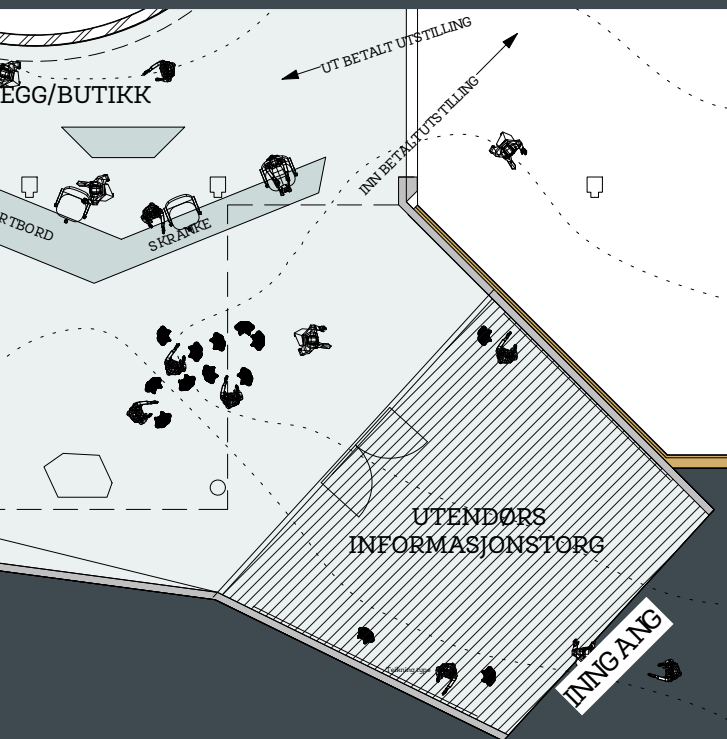 UT BETALT UTSTILLING
EGG/BUTIKK
INN BETALT UTSTILLING
RTBORD
SKRANKE
UTENDØRS
INFORMASJONSTORG
INNGANG